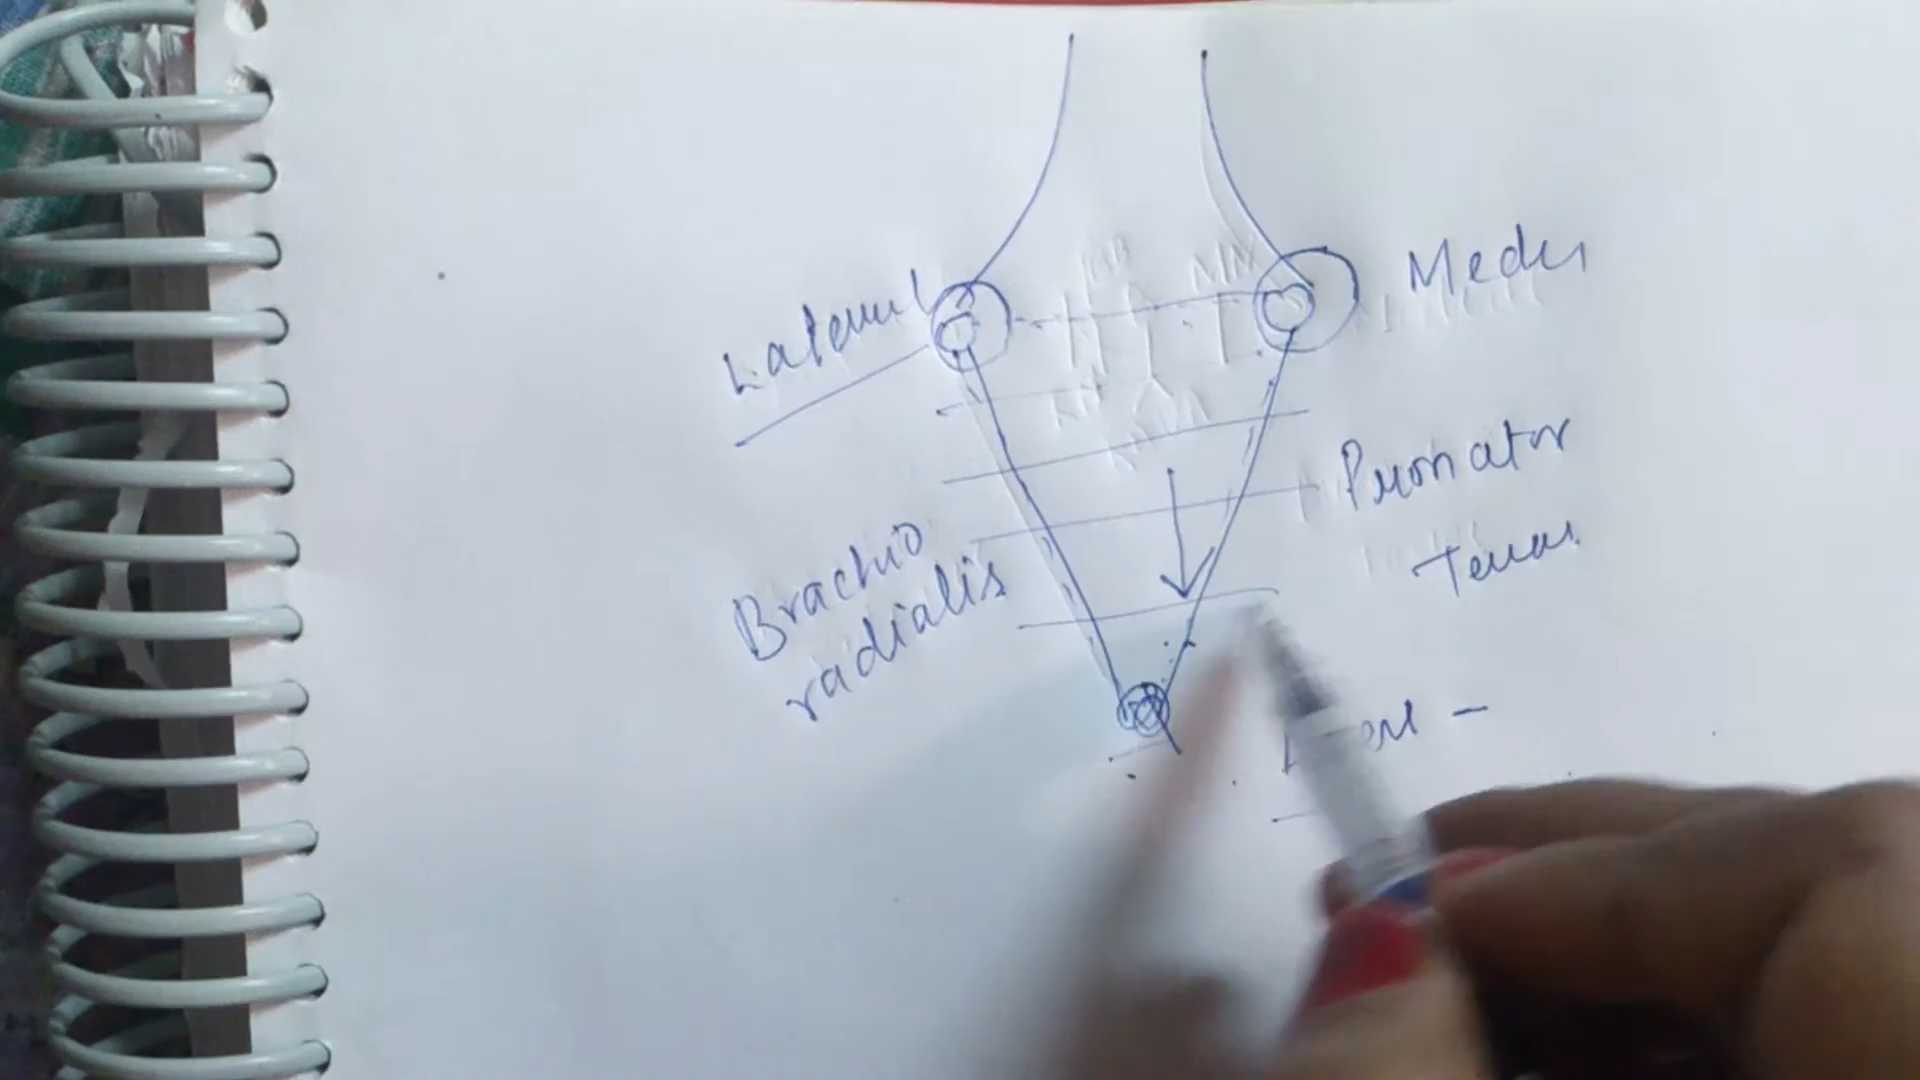 Lateral
Medial
Pronator
Teres
Brachio
radialis